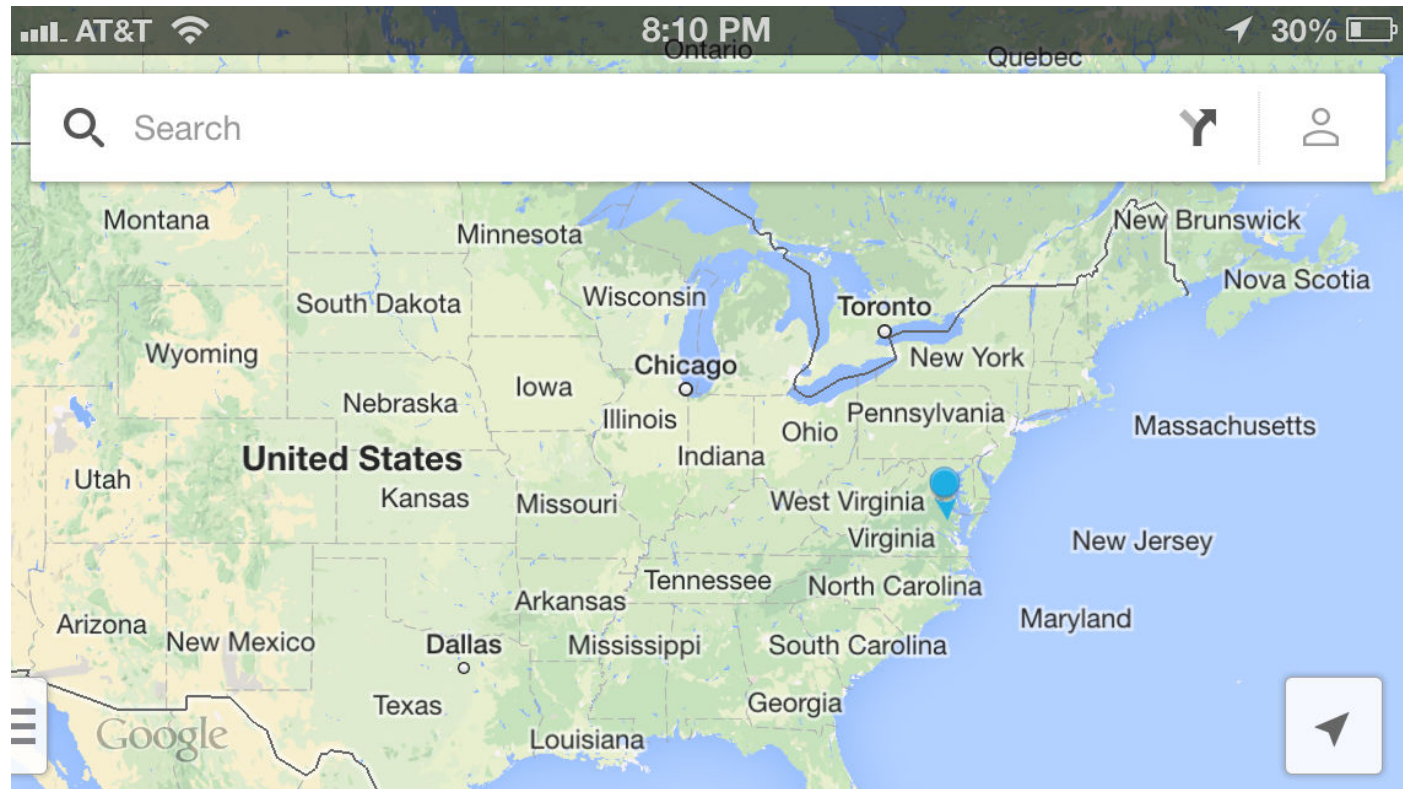 AT&T 8:10 PM 30%
Ontario
Quebec
Search
Montana
Minnesota
New Brunswick
Nova Scotia
South Dakota
Wisconsin
Toronto
Wyoming
Chicago
New York
Iowa
Nebraska
Illinois
Ohio
Pennsylvania
Massachusetts
United States
Indiana
Utah
Kansas
Missouri
West Virginia
Virginia
New Jersey
Tennessee
North Carolina
Arkansas
Maryland
Arizona
New Mexico
Dallas
Mississippi
South Carolina
Texas
Georgia
Google
Louisiana